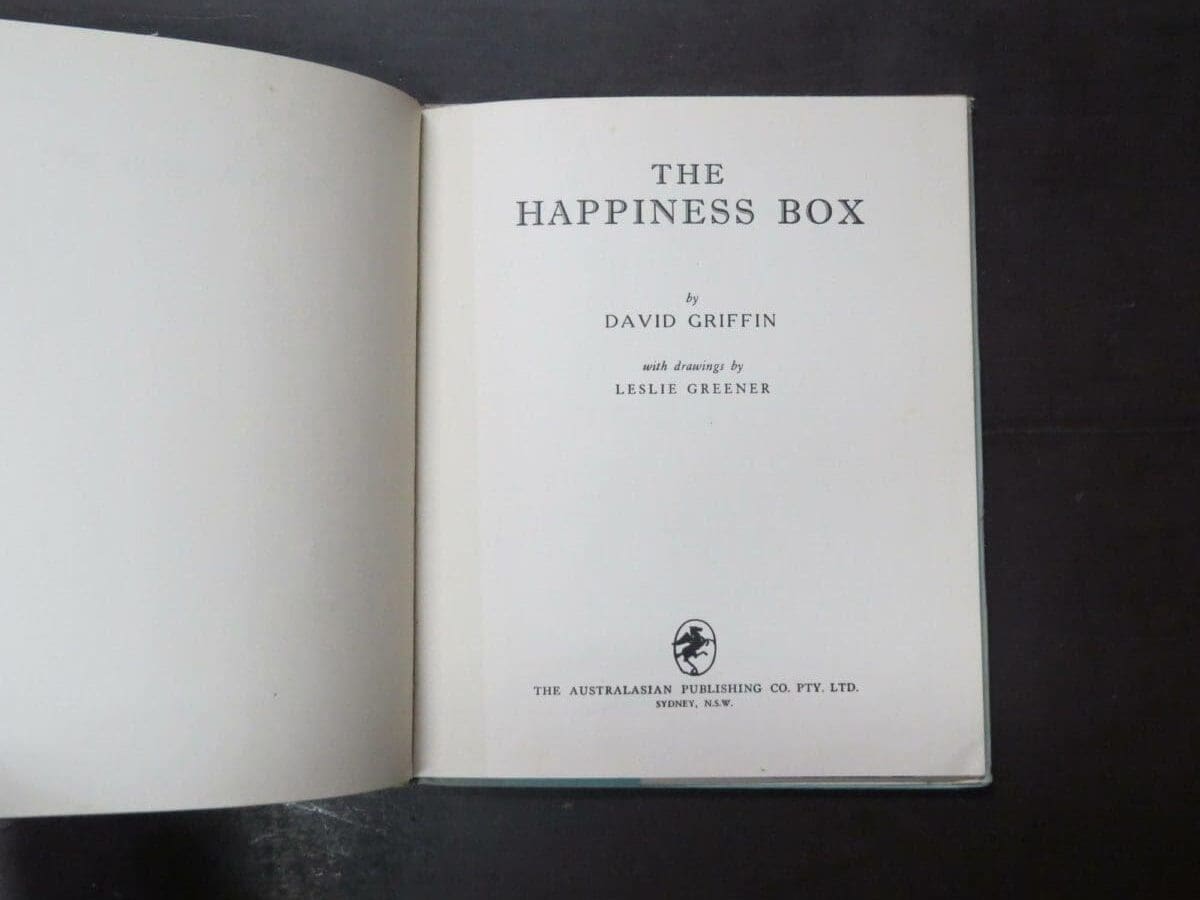 THE
HAPPINESS BOX
by
DAVID GRIFFIN
with drawings by
LESLIE GREENER
THE AUSTRALASIAN PUBLISHING CO. PTY. LTD.
SYDNEY, N.S.W.